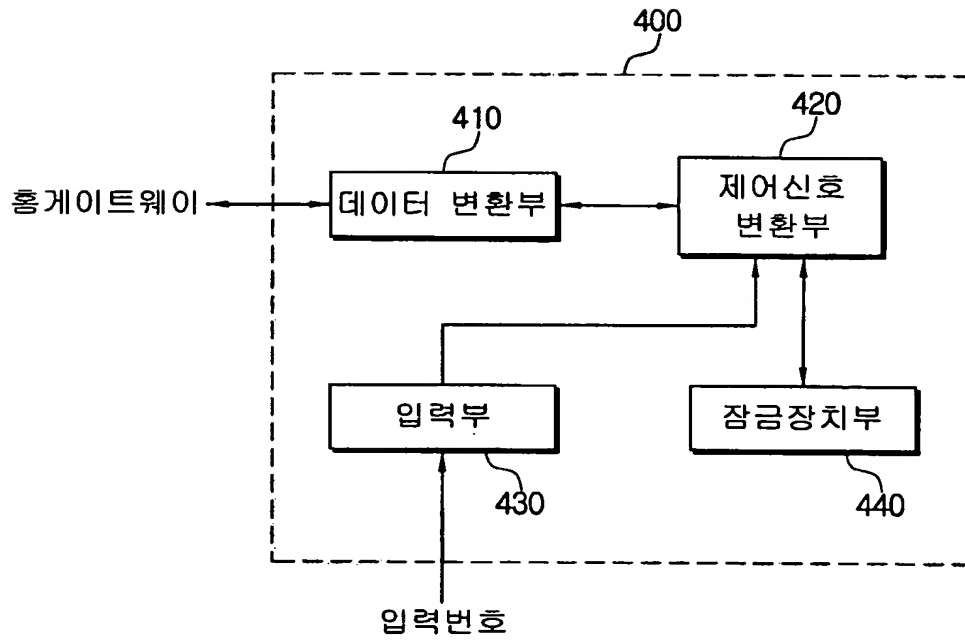 400
410
420
홈게이트웨이
데이터 변환부
제어신호
변환부
입력부
잠금장치부
430
440
입력번호